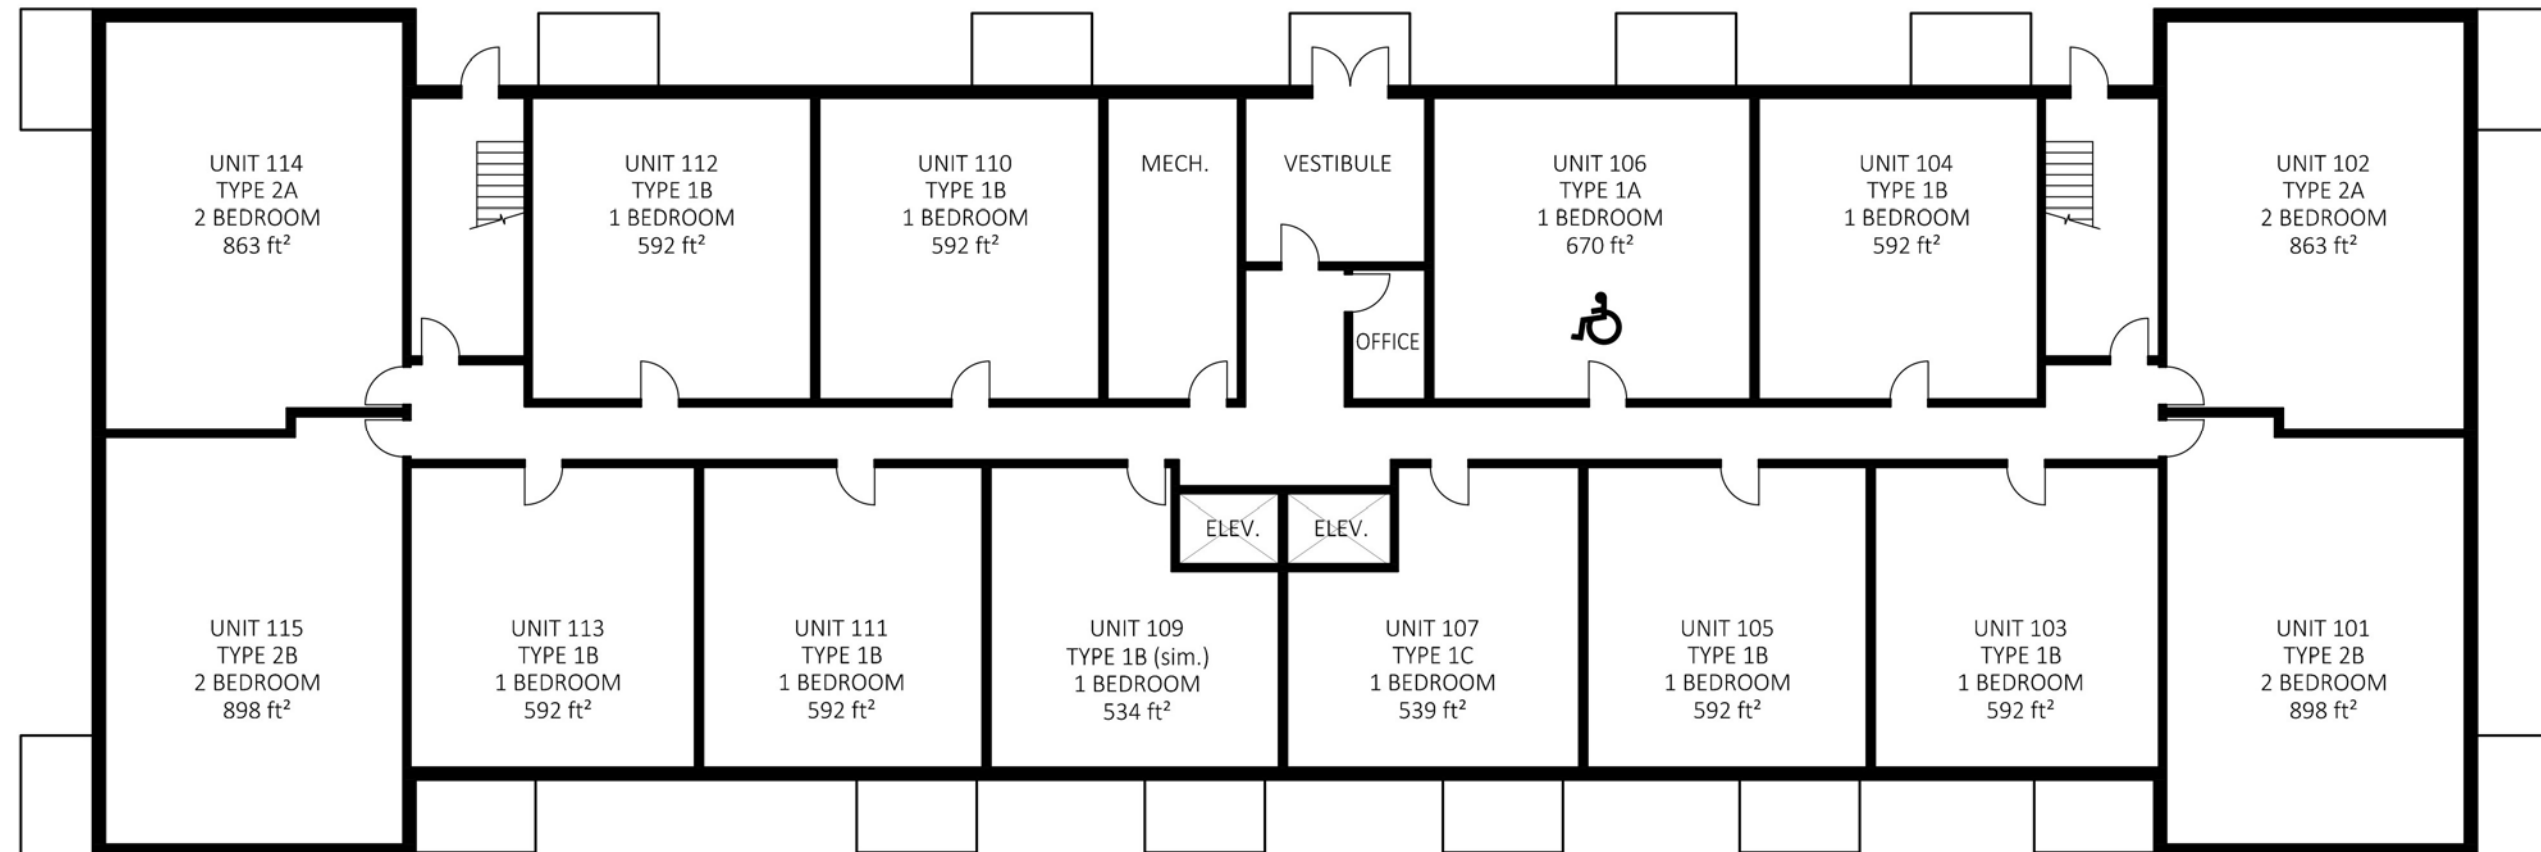 UNIT 114
TYPE 2A
2 BEDROOM
863 ft²
UNIT 112
TYPE 1B
1 BEDROOM
592 ft²
UNIT 110
TYPE 1B
1 BEDROOM
592 ft²
MECH.
VESTIBULE
OFFICE
UNIT 106
TYPE 1A
1 BEDROOM
670 ft²
UNIT 104
TYPE 1B
1 BEDROOM
592 ft²
UNIT 102
TYPE 2A
2 BEDROOM
863 ft²
ELEV.
ELEV.
UNIT 115
TYPE 2B
2 BEDROOM
898 ft²
UNIT 113
TYPE 1B
1 BEDROOM
592 ft²
UNIT 111
TYPE 1B
1 BEDROOM
592 ft²
UNIT 109
TYPE 1B (sim.)
1 BEDROOM
534 ft²
UNIT 107
TYPE 1C
1 BEDROOM
539 ft²
UNIT 105
TYPE 1B
1 BEDROOM
592 ft²
UNIT 103
TYPE 1B
1 BEDROOM
592 ft²
UNIT 101
TYPE 2B
2 BEDROOM
898 ft²